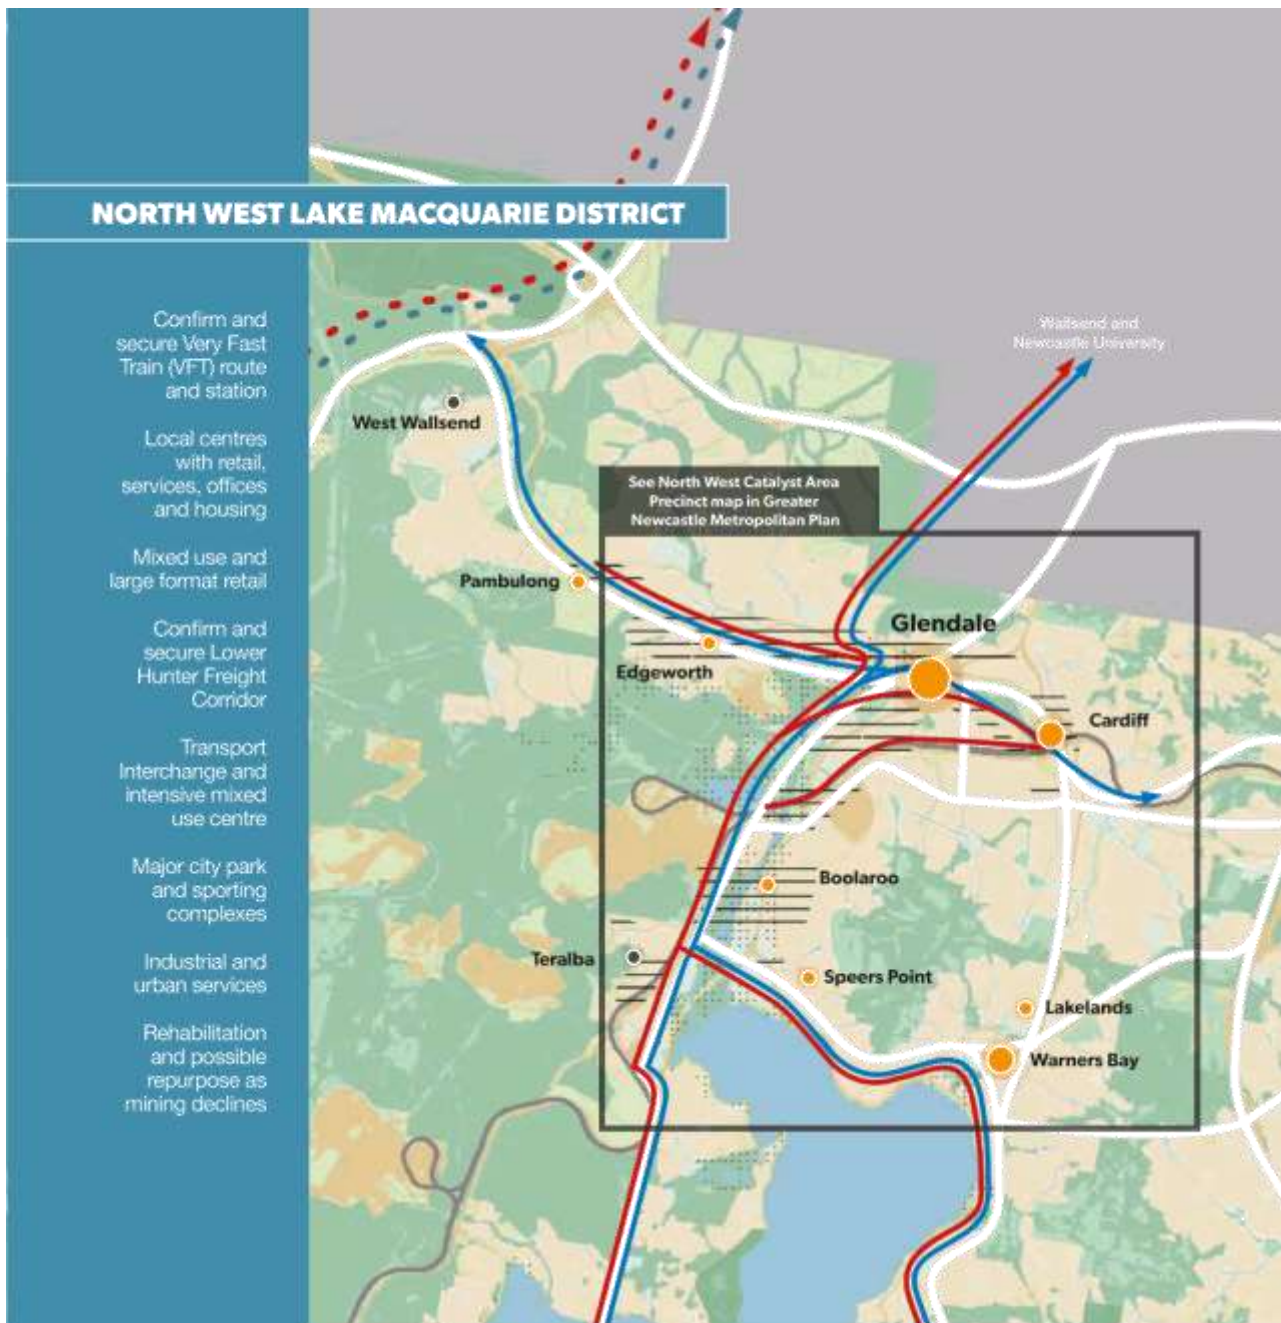 NORTH WEST LAKE MACQUARIE DISTRICT
Confirm and
secure Very Fast
Train (VFT) route
and station
Local centres
with retail,
services, offices
and housing
Mixed use and
large format retail
Confirm and
secure Lower
Hunter Freight
Corridor
Transport
Interchange and
intensive mixed
use centre
Major city park
and sporting
complexes
Industrial and
urban services
Rehabilitation
and possible
repurpose as
mining declines
Wallsend and
Newcastle University
West Wallsend
See North West Catalyst Area
Precinct map in Greater
Newcastle Metropolitan Plan
Pambulong
Glendale
Edgeworth
Cardiff
Boolaroo
Teralba
Speers Point
Lakelands
Warners Bay